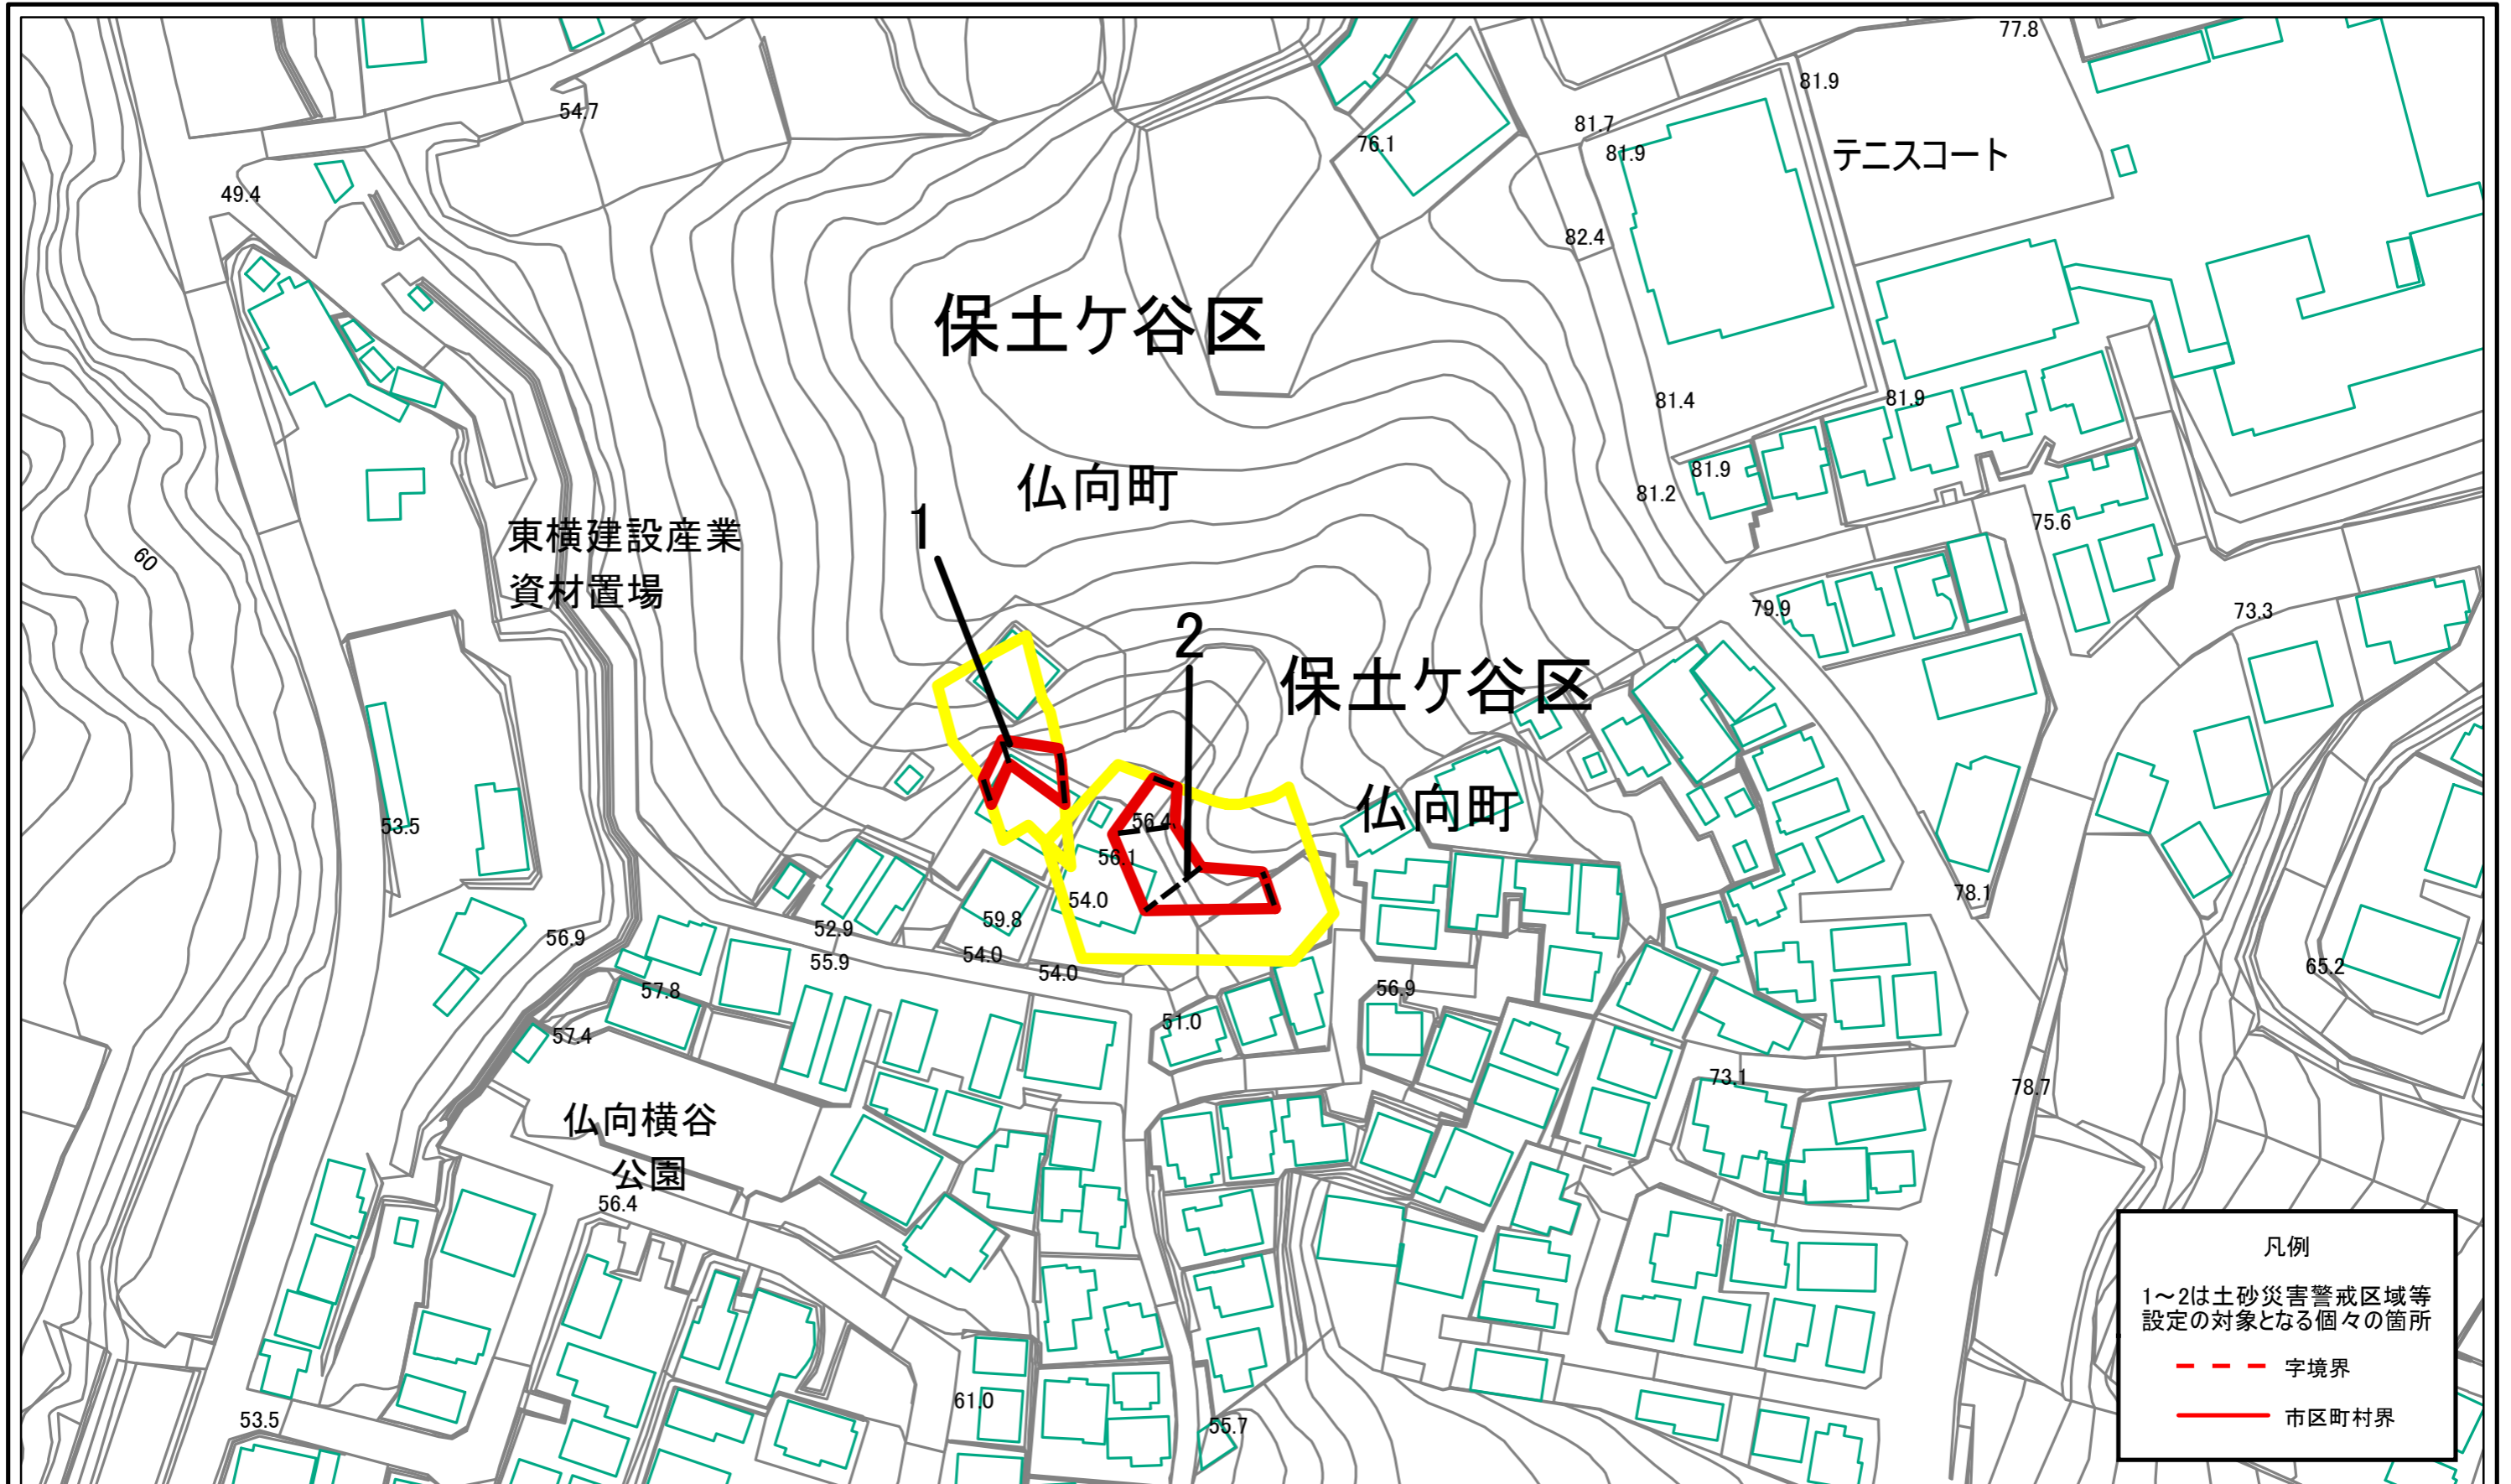 77.8
81.9
54.7
81.7
76.1
81.9
テニスコート
49.4
82.4
保土ケ谷区
81.4
81.9
81.9
仏向町
81.2
1
75.6
東横建設産業
60
資材置場
79.9
73.3
2
保土ケ谷区
仏向町
53.5
56.4
56.1
78.1
54.0
59.8
52.9
56.9
54.0
55.9
65.2
54.0
57.8
56.9
51.0
57.4
73.1
78.7
仏向横谷
公園
56.4
凡例
1～2は土砂災害警戒区域等
設定の対象となる個々の箇所
字境界
61.0
市区町村界
53.5
55.7